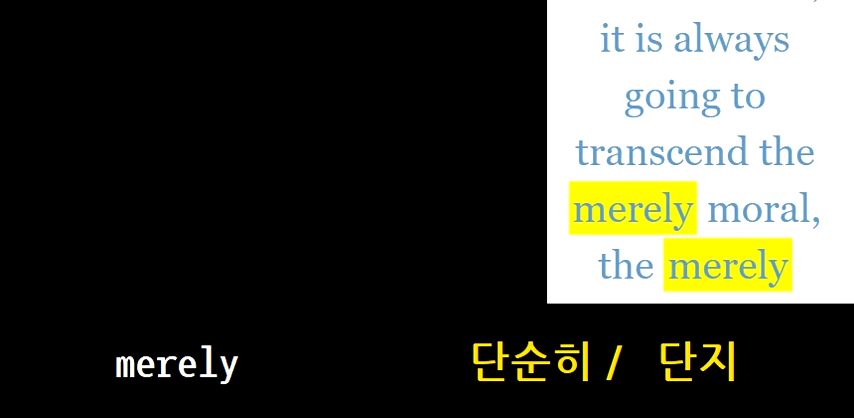 it is always
going to
transcend the
merely moral,
the merely
merely 단순히 / 단지